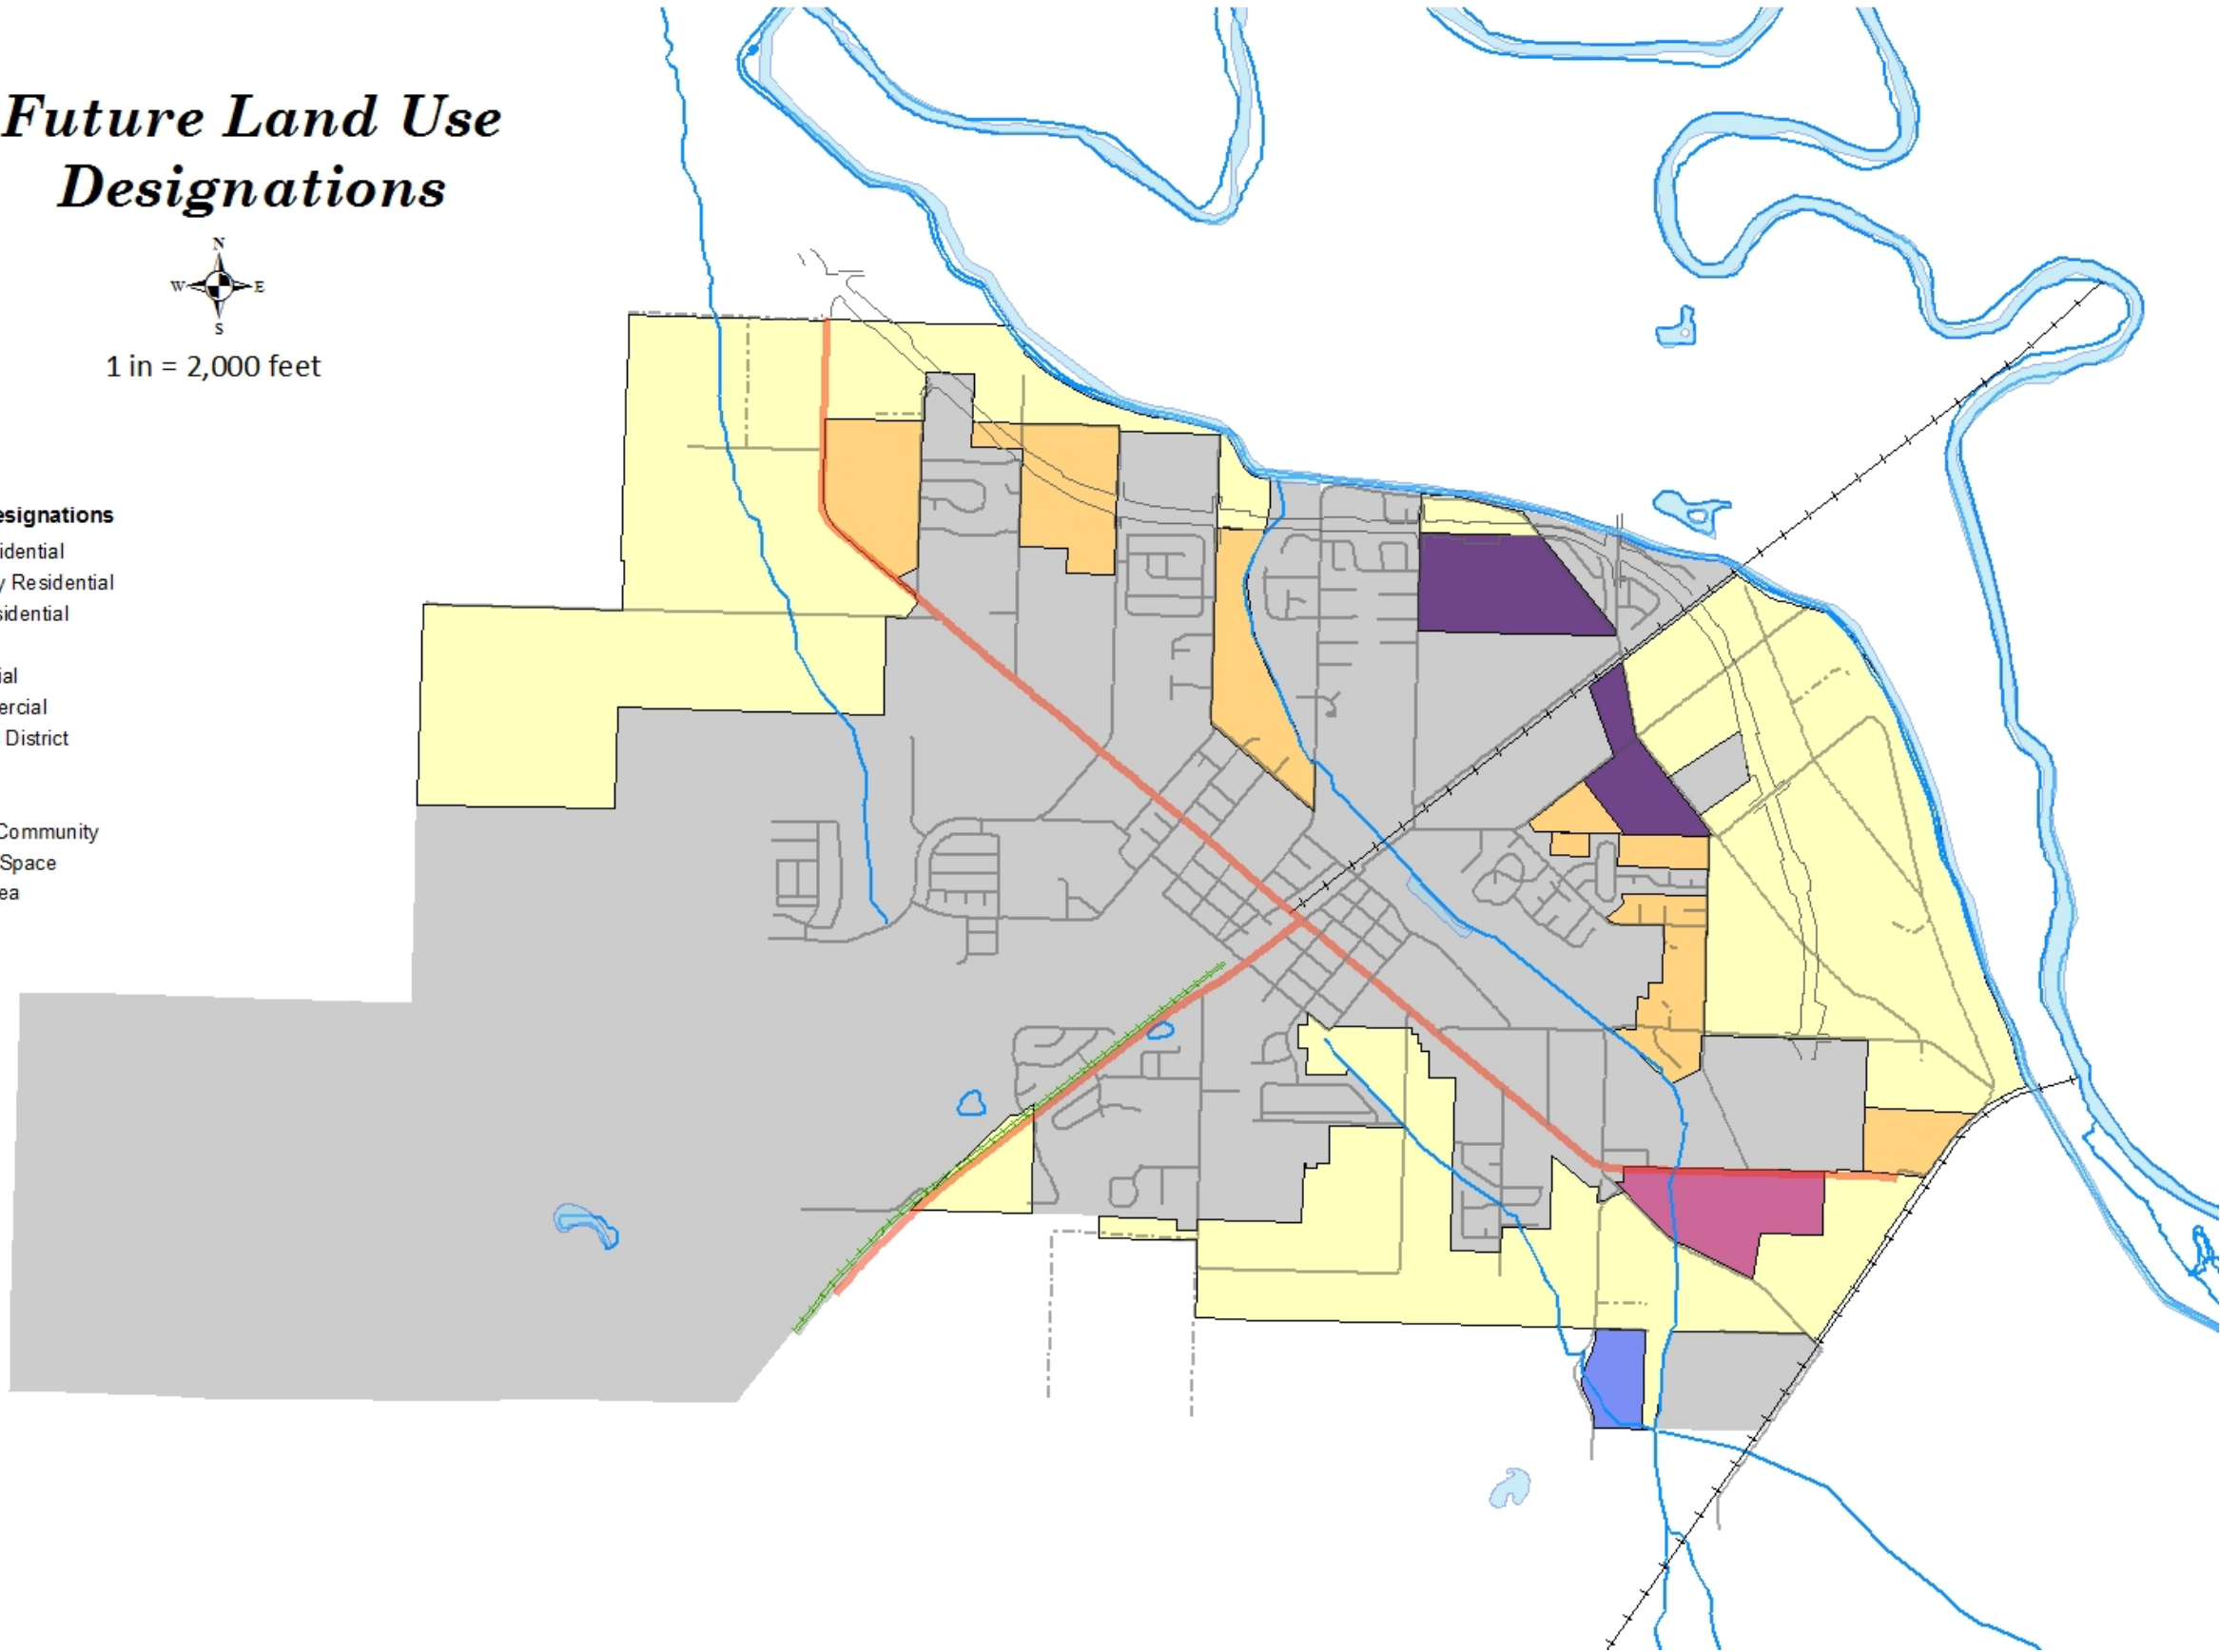 Future Land Use
Designations
N
W E
S
1 in = 2,000 feet
esignations
idential
y Residential
sidential
ial
ercial
District
Community
Space
ea